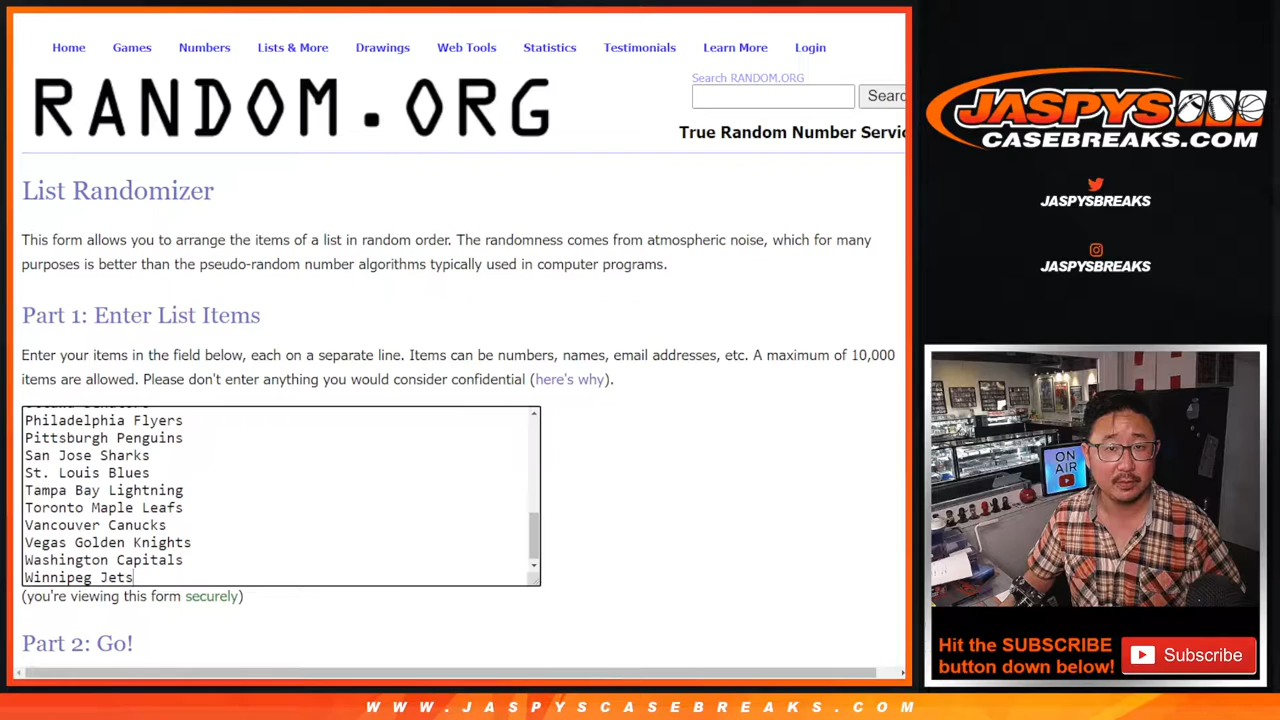 Home Games Numbers Lists & More Drawings Web Tools Statistics Testimonials Learn More Login
RANDOM.ORG
Search RANDOM.ORG
True Random Number Servic
List Randomizer
This form allows you to arrange the items of a list in random order. The randomness comes from atmospheric noise, which for many
purposes is better than the pseudo-random number algorithms typically used in computer programs.
Part 1: Enter List Items
Enter your items in the field below, each on a separate line. Items can be numbers, names, email addresses, etc. A maximum of 10,000
items are allowed. Please don't enter anything you would consider confidential (here's why).
Philadelphia Flyers
Pittsburgh Penguins
San Jose Sharks
St. Louis Blues
Tampa Bay Lightning
Toronto Maple Leafs
Vancouver Canucks
Vegas Golden Knights
Washington Capitals
Winnipeg Jets
(you're viewing this form securely)
Part 2: Go!
JASPYS
CASEBREAKS.COM
JASPYSBREAKS
JASPYSBREAKS
ON
AIR
Hit the SUBSCRIBE
button down below!
Subscribe
WWW.JASPYSCASEBREAKS.COM